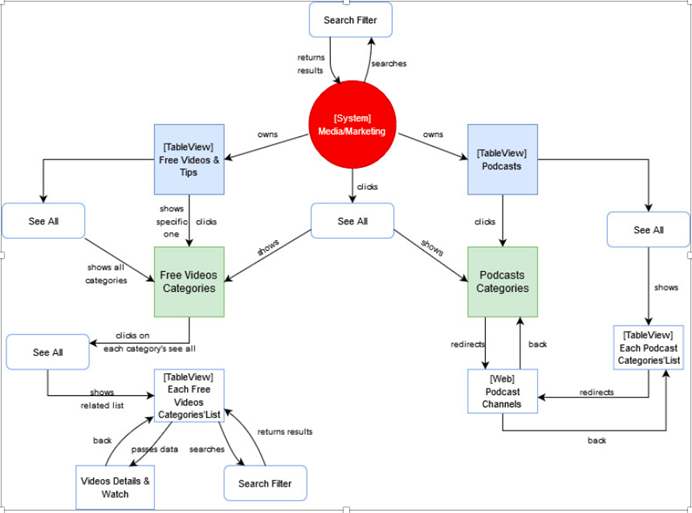 Search Filter
returns
results
searches
[System]
Media/Marketing
owns
owns
[TableView]
Free Videos &
Tips
[TableView]
Podcasts
clicks
See All
shows
specific
one
clicks
See All
clicks
See All
shows all
categories
shows
shows
Free Videos
Categories
Podcasts
Categories
shows
clicks on
each category's see all
See All
redirects
back
[TableView]
Each Podcast
Categories'List
shows
related list
[TableView]
Each Free
Videos
Categories'List
[Web]
Podcast
Channels
redirects
back
back
passes data
searches
returns results
Videos Details &
Watch
Search Filter